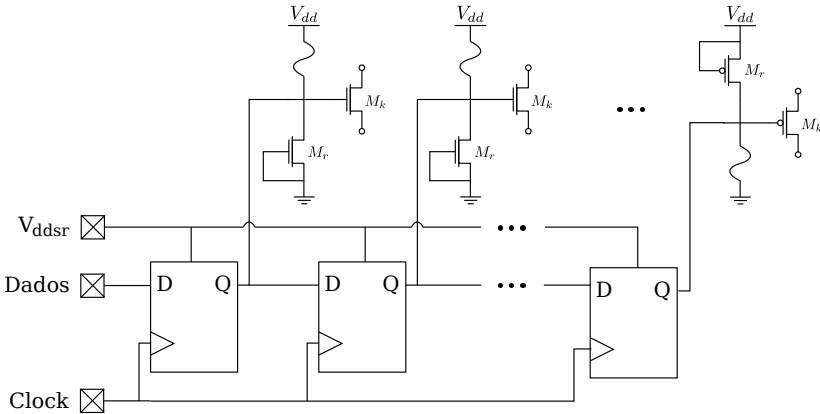 V_dd V_dd V_dd
M_k M_k M_r
M_r M_r M_k
V_ddsr
Dados D Q D Q D Q
Clock